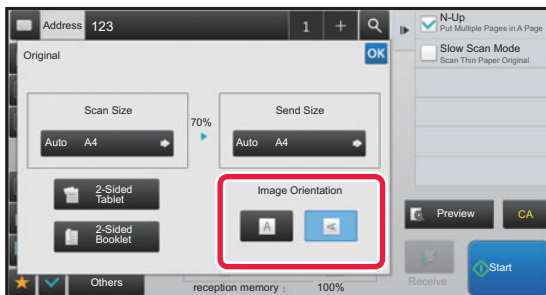 Address 123 1 +
N-Up
Put Multiple Pages in A Page
Original OK
Slow Scan Mode
Scan Thin Paper Original
Scan Size
70%
Send Size
Auto A4
Auto A4
2-Sided
Tablet
Image Orientation
A A
2-Sided
Booklet
Preview CA
Others
reception memory : 100%
Receive
Start